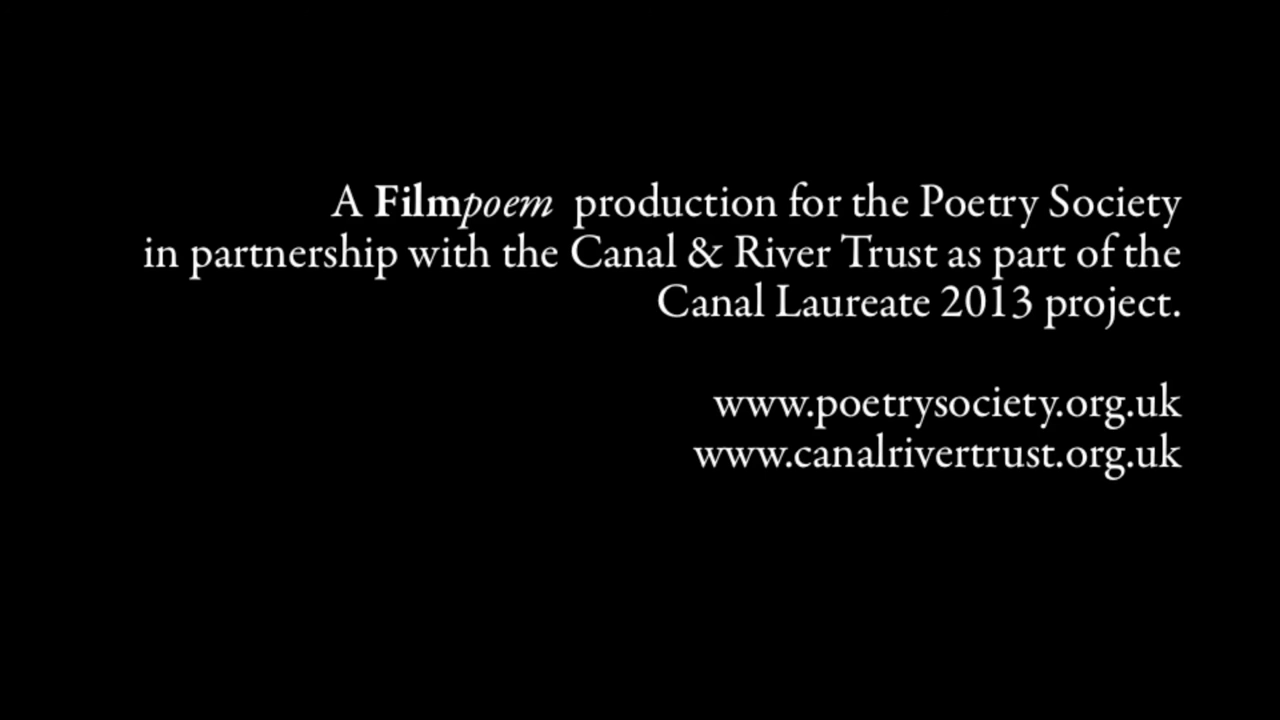 A Filmpoem production for the Poetry Society
in partnership with the Canal & River Trust as part of the
Canal Laureate 2013 project.
www.poetrysociety.org.uk
www.canalrivertrust.org.uk